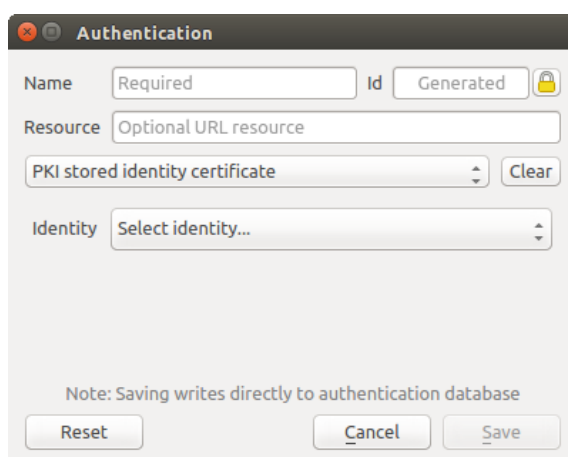 Authentication
Name Required Id Generated
Resource Optional URL resource
PKI stored identity certificate Clear
Identity Select identity...
Note: Saving writes directly to authentication database
Reset Cancel Save